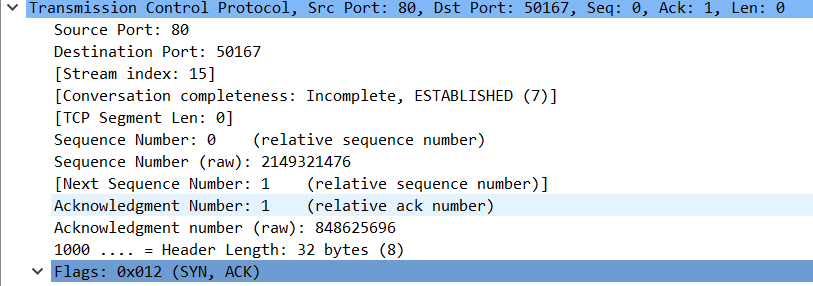 Transmission Control Protocol, Src Port: 80, Dst Port: 50167, Seq: 0, Ack: 1, Len: 0
Source Port: 80
Destination Port: 50167
[Stream index: 15]
[Conversation completeness: Incomplete, ESTABLISHED (7)]
[TCP Segment Len: 0]
Sequence Number: 0    (relative sequence number)
Sequence Number (raw): 2149321476
[Next Sequence Number: 1    (relative sequence number)]
Acknowledgment Number: 1    (relative ack number)
Acknowledgment number (raw): 848625696
1000 .... = Header Length: 32 bytes (8)
Flags: 0x012 (SYN, ACK)